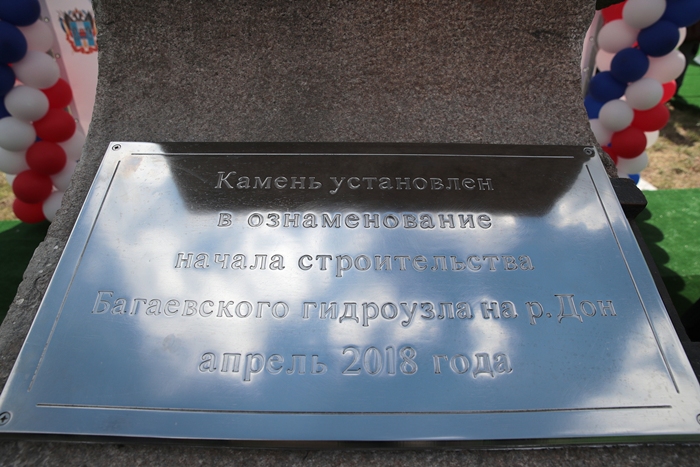 Камень установлен
в ознаменование
начала строительства
Багаевского гидроузла на р. Дон
апрель 2018 года